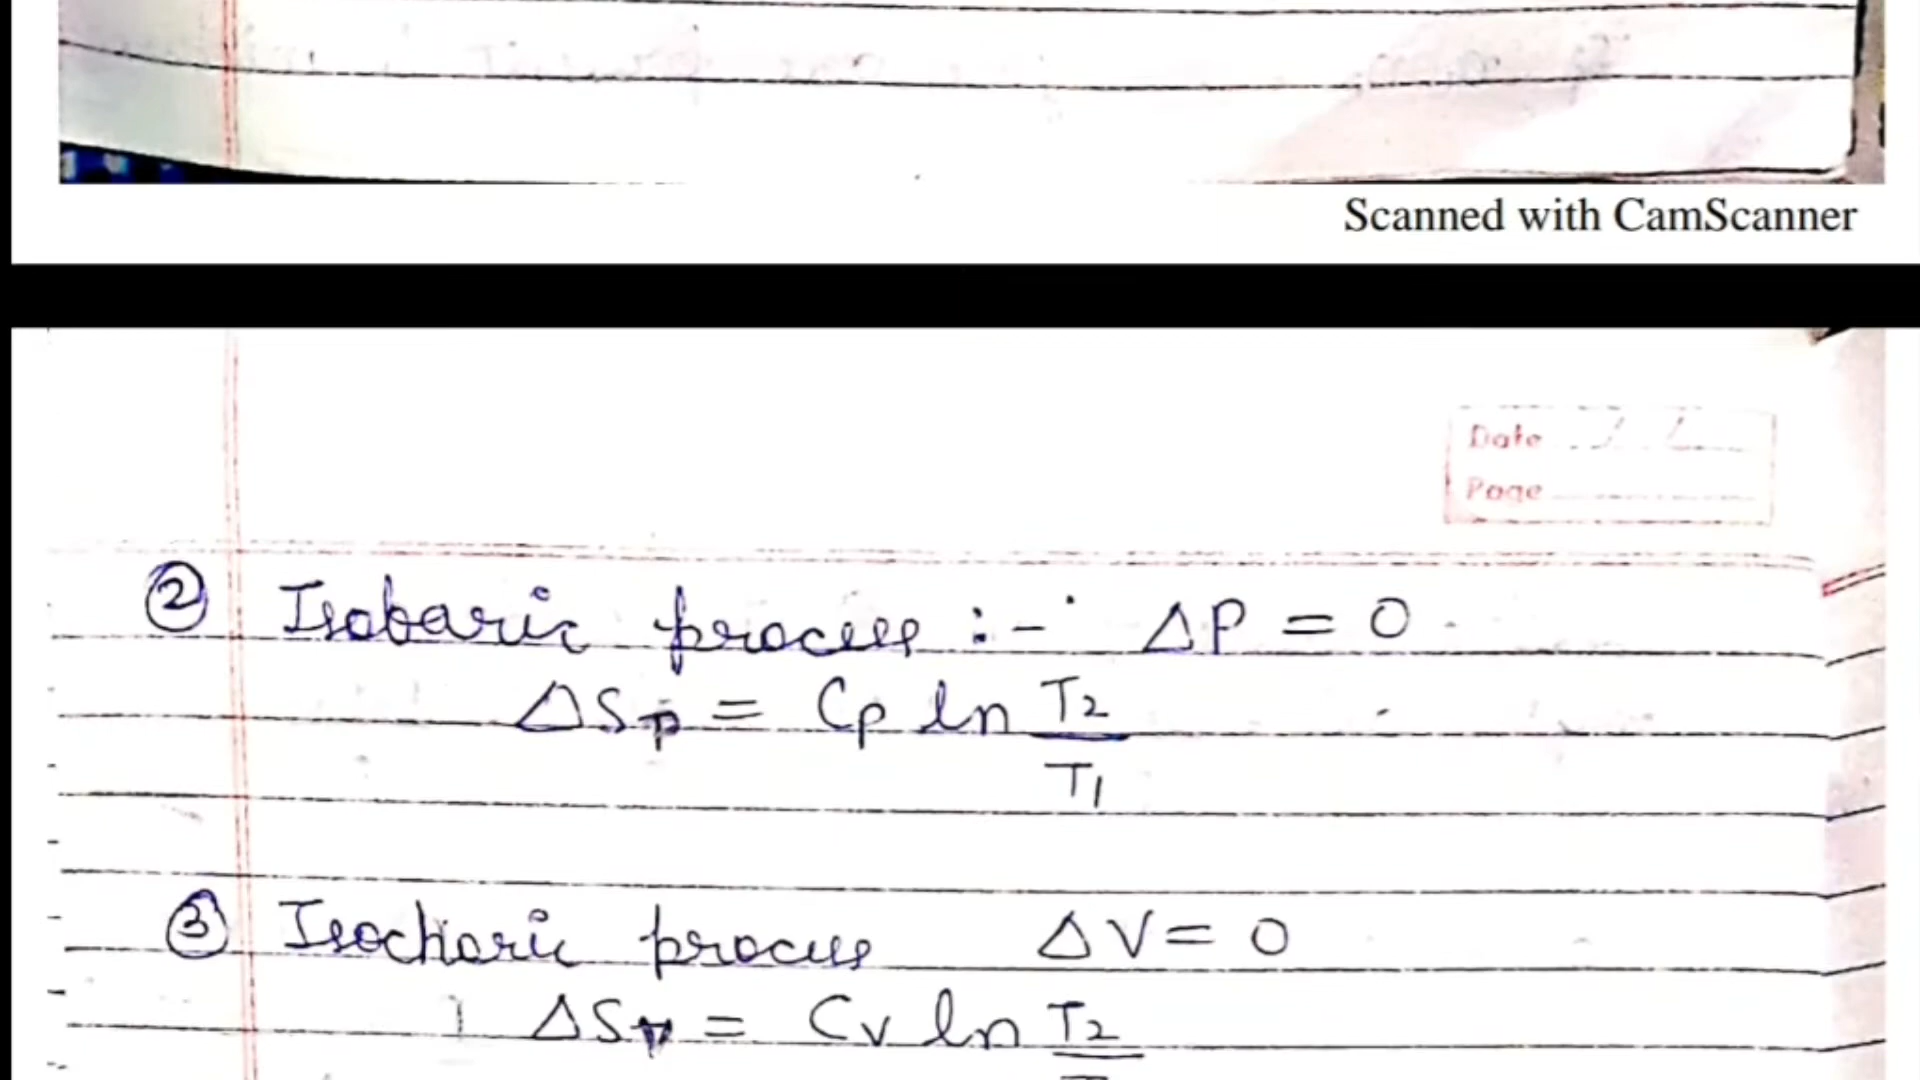 Scanned with CamScanner
Date
Page
② Isobaric process :- ΔP = 0
ΔSp = Cp ln T2
T1
③ Isochoric process ΔV = 0
ΔSv = Cv ln T2